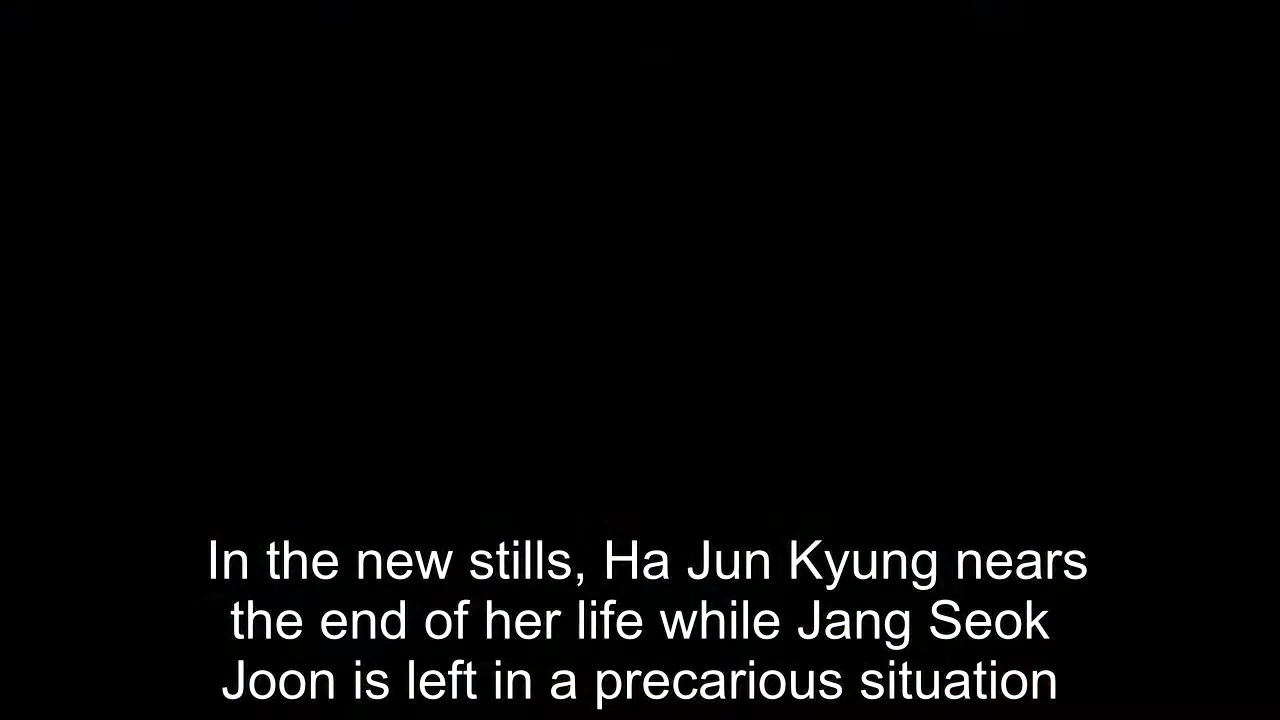 In the new stills, Ha Jun Kyung nears
the end of her life while Jang Seok
Joon is left in a precarious situation